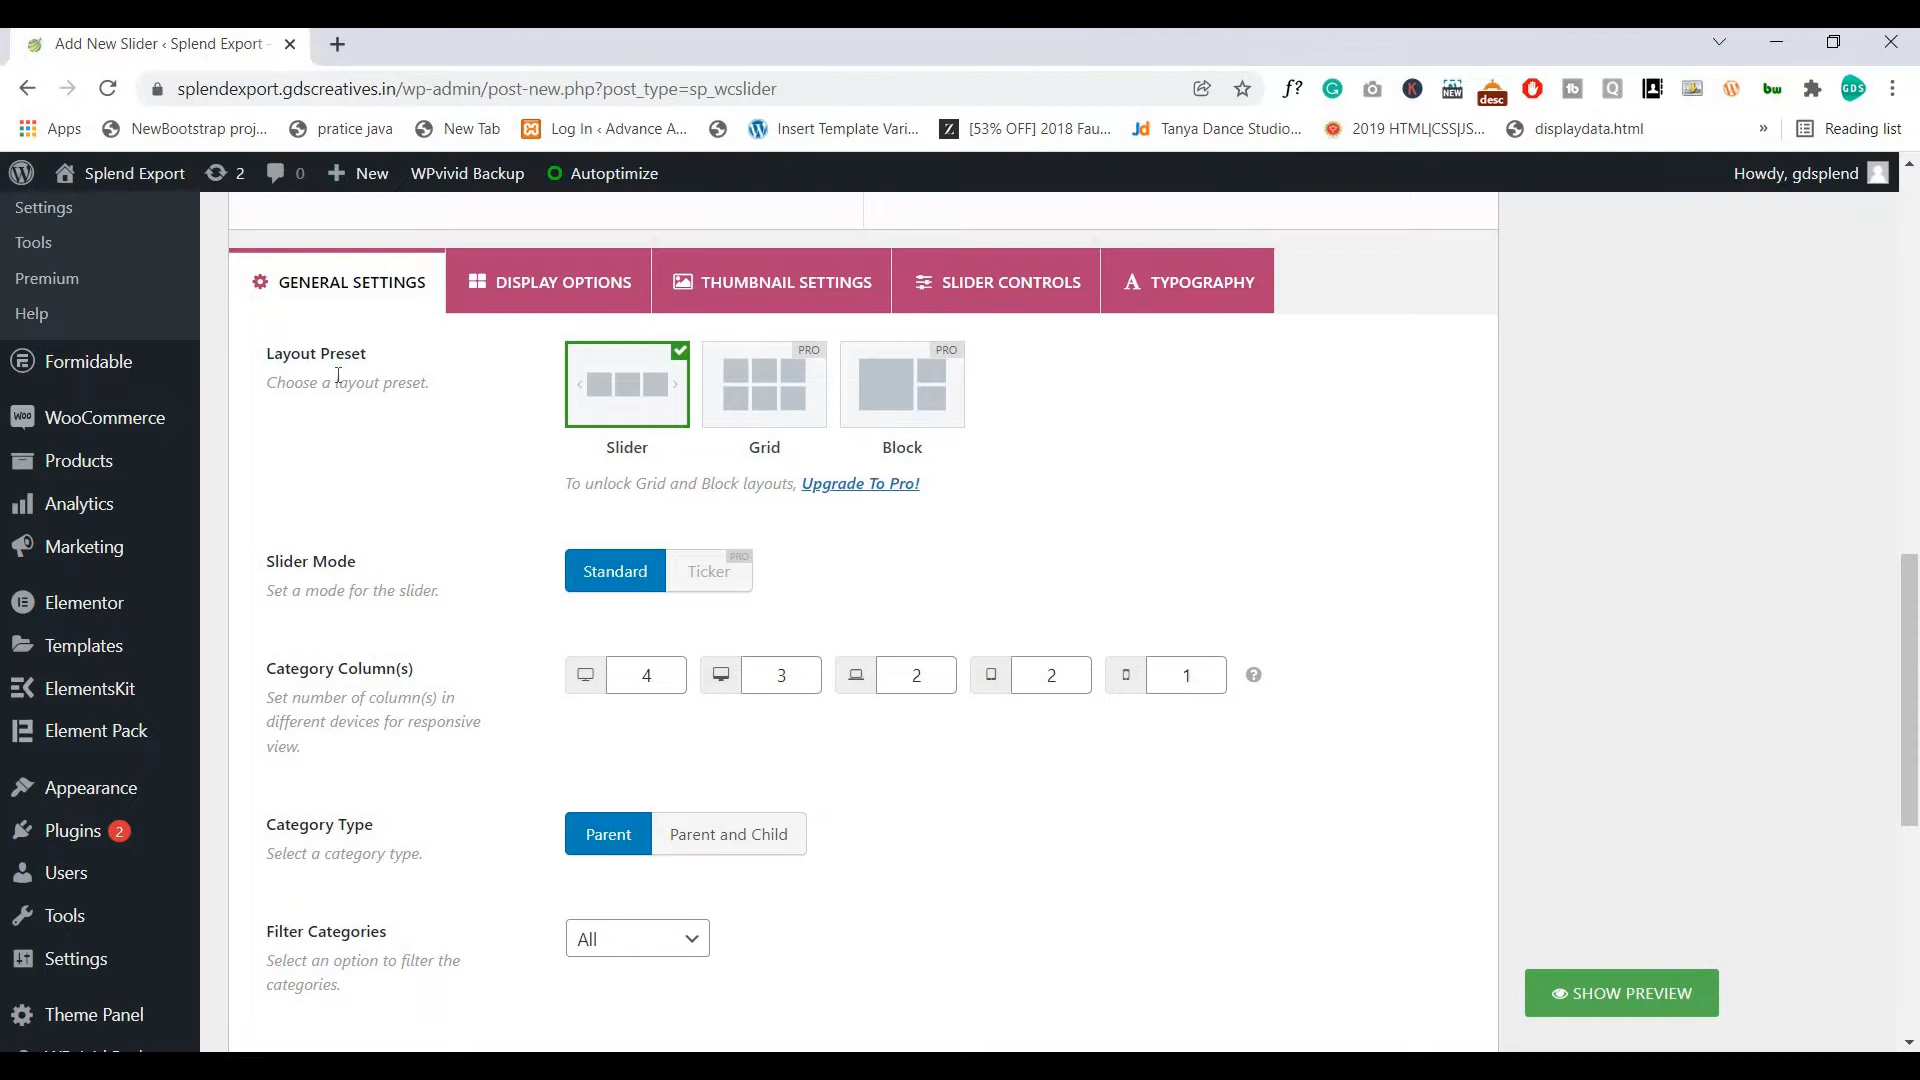 Add New Slider ‹ Splend Export -
splendexport.gdscreatives.in/wp-admin/post-new.php?post_type=sp_wcslider
Apps NewBootstrap proj... pratice java New Tab Log In ‹ Advance A... Insert Template Vari... [53% OFF] 2018 Fau... Jd Tanya Dance Studio... 2019 HTML|CSS|JS... displaydata.html » Reading list
Splend Export 2 0 New WPvivid Backup Autoptimize Howdy, gdsplend
Settings
Tools
Premium
Help
Formidable
WooCommerce
Products
Analytics
Marketing
Elementor
Templates
ElementsKit
Element Pack
Appearance
Plugins 2
Users
Tools
Settings
Theme Panel
GENERAL SETTINGS DISPLAY OPTIONS THUMBNAIL SETTINGS SLIDER CONTROLS TYPOGRAPHY
Layout Preset
Choose a layout preset.
PRO PRO
Slider Grid Block
To unlock Grid and Block layouts, Upgrade To Pro!
Slider Mode
Set a mode for the slider.
Standard Ticker PRO
Category Column(s)
Set number of column(s) in
different devices for responsive
view.
4 3 2 2 1
Category Type
Select a category type.
Parent Parent and Child
Filter Categories
Select an option to filter the
categories.
All
SHOW PREVIEW